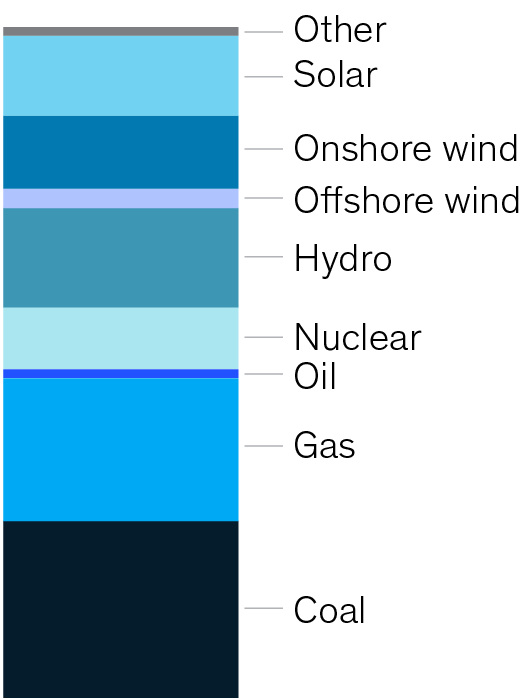 Other
Solar
Onshore wind
Offshore wind
Hydro
Nuclear
Oil
Gas
Coal